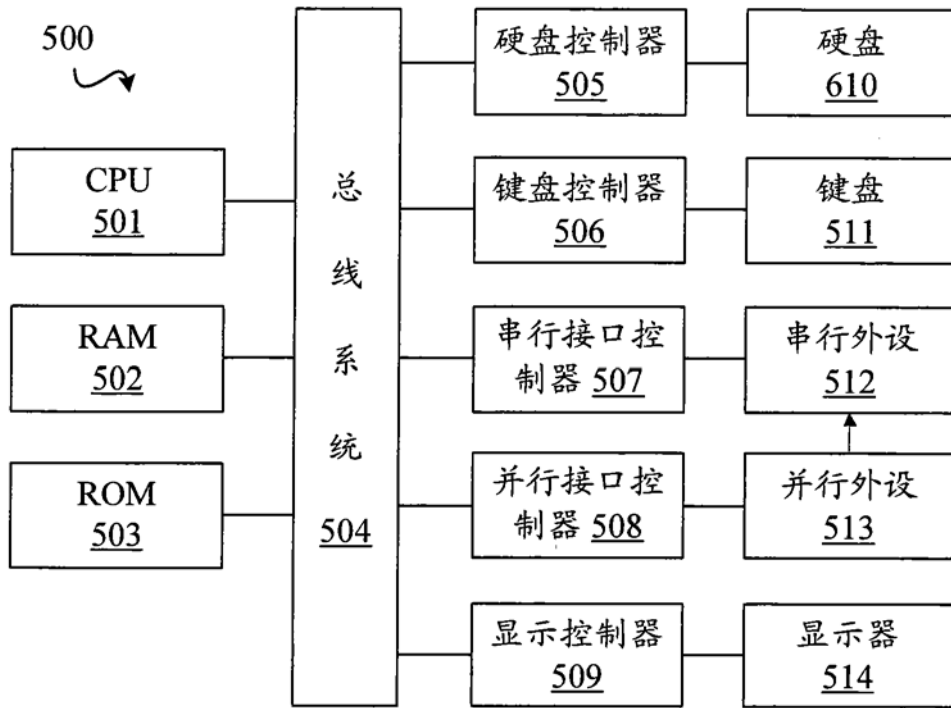 500
CPU
501
RAM
502
ROM
503
总
线
系
统
504
硬盘控制器
505
硬盘
610
键盘控制器
506
键盘
511
串行接口控
制器 507
串行外设
512
并行接口控
制器 508
并行外设
513
显示控制器
509
显示器
514